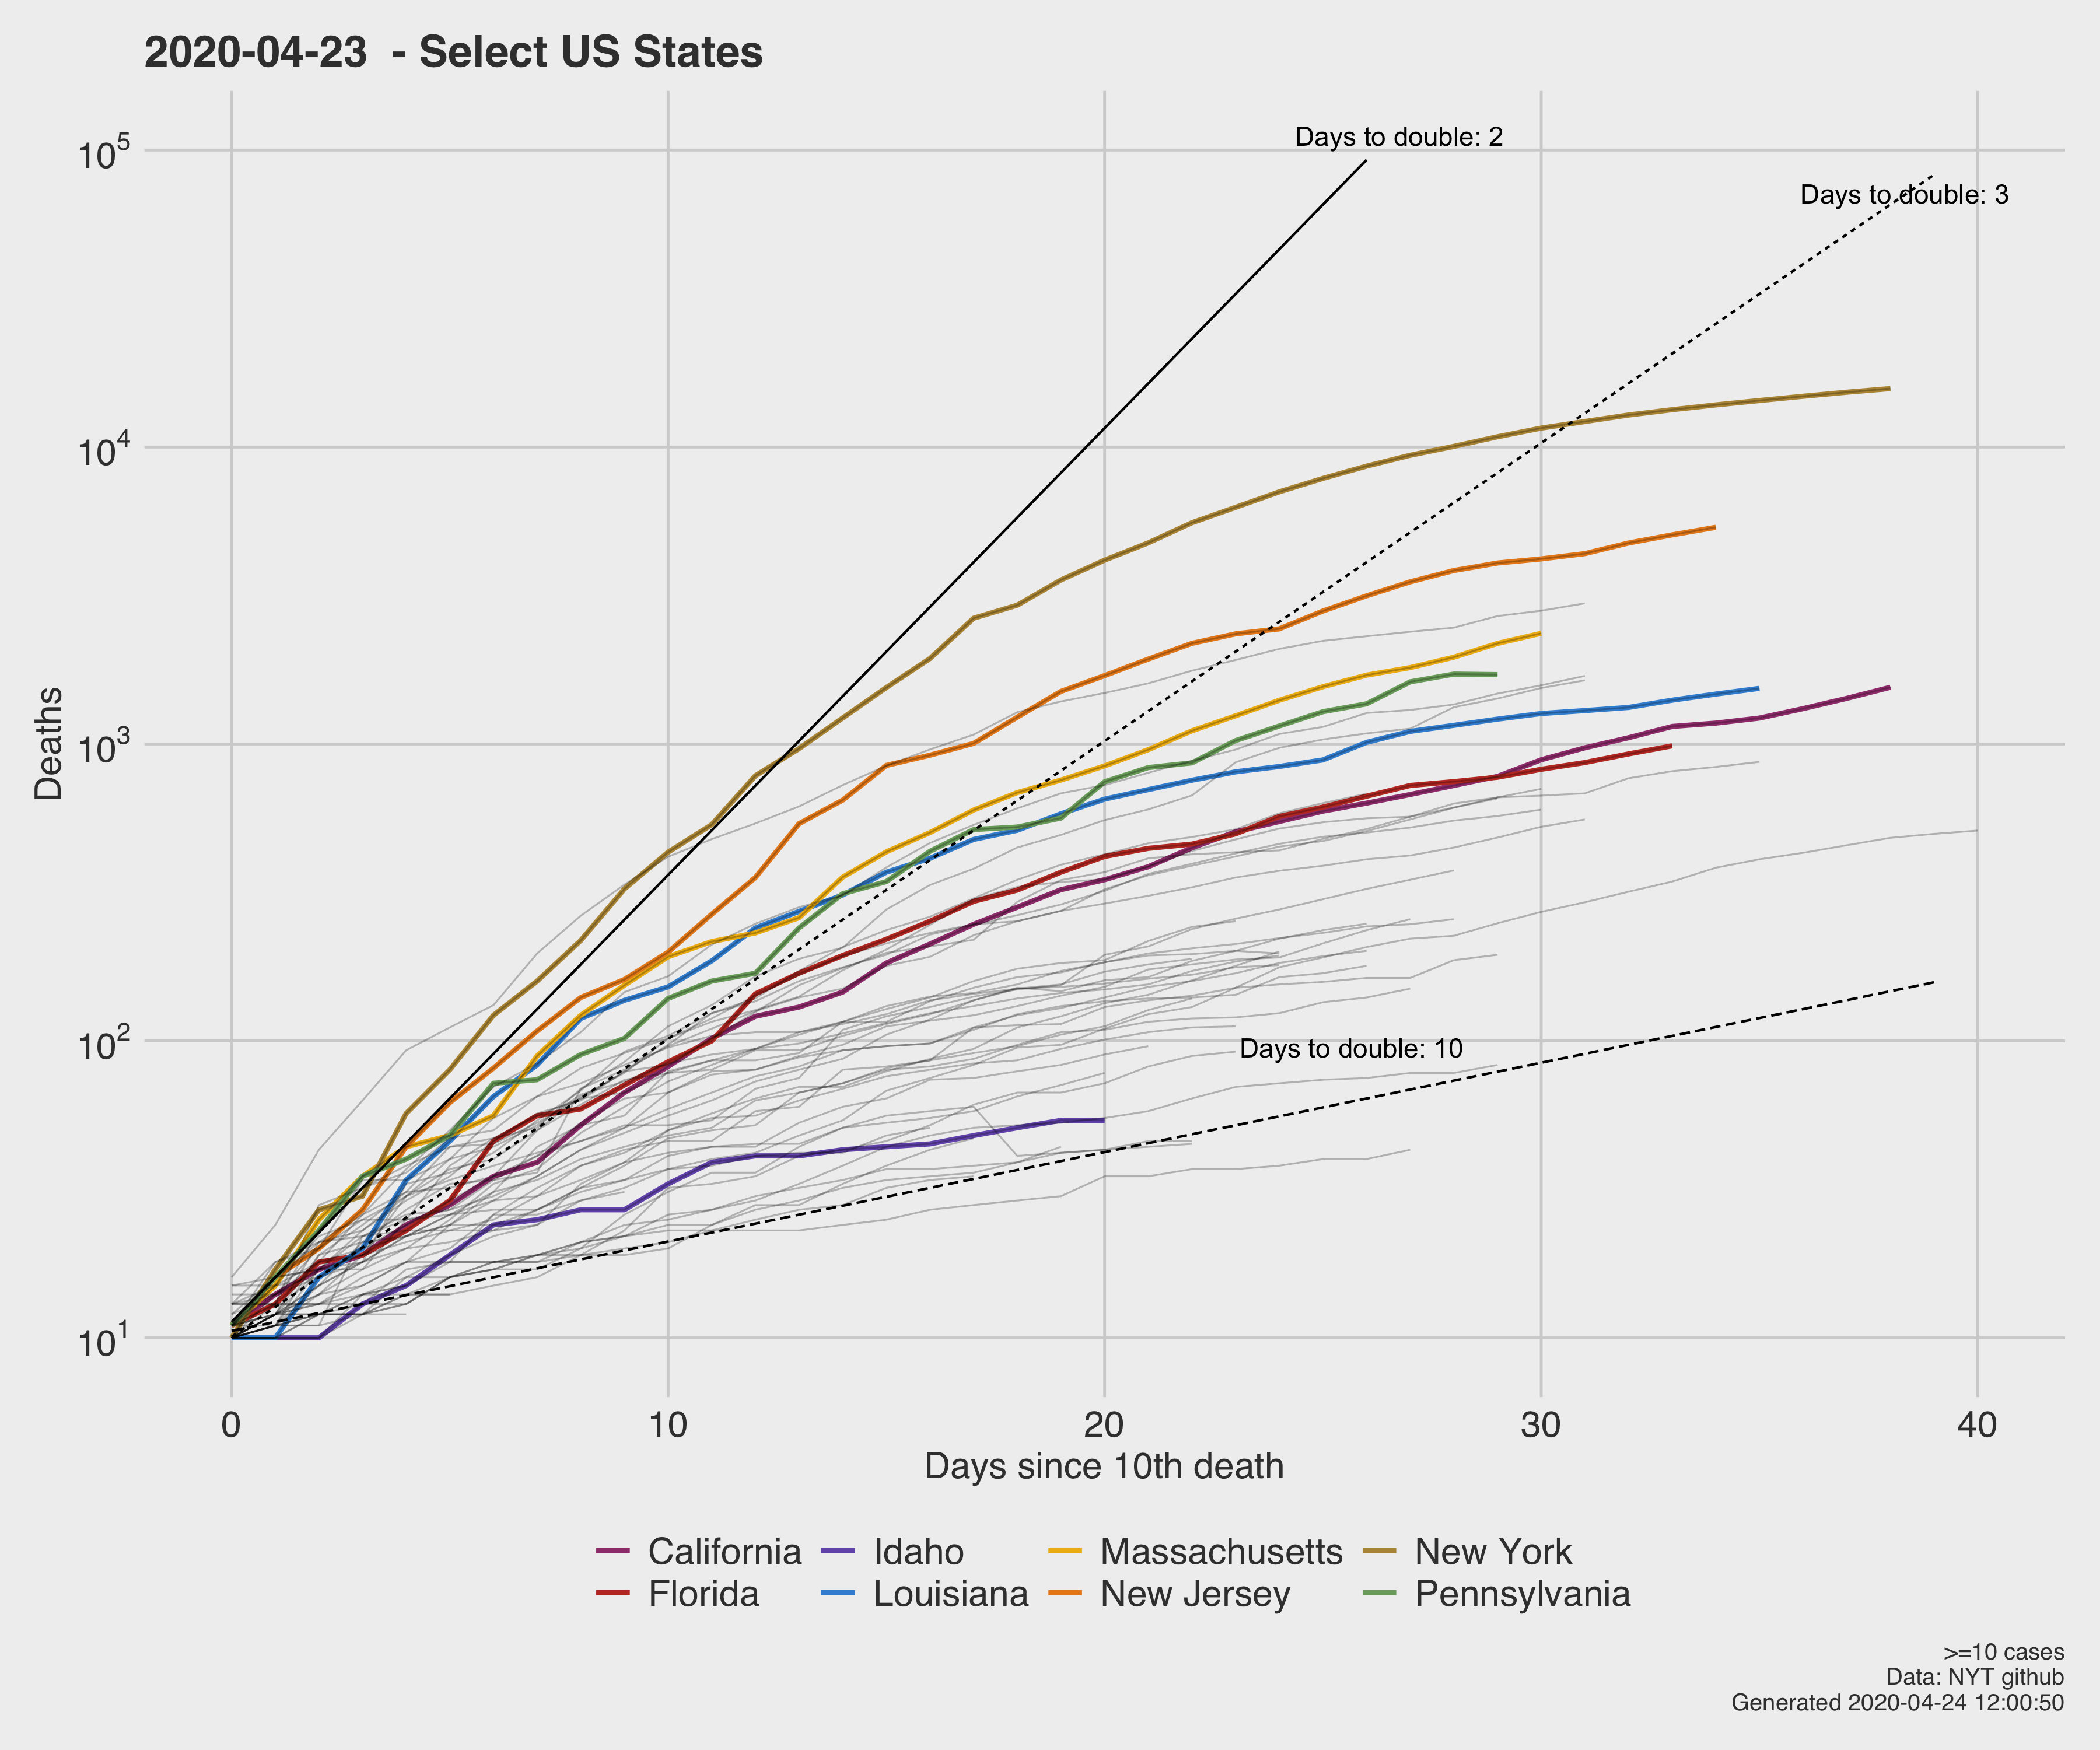 2020-04-23  - Select US States
Days to double: 2
Days to double: 3
Days to double: 10
10^5
10^4
10^3
10^2
10^1
Deaths
0 10 20 30 40
Days since 10th death
California Idaho Massachusetts New York
Florida Louisiana New Jersey Pennsylvania
>=10 cases
Data: NYT github
Generated 2020-04-24 12:00:50